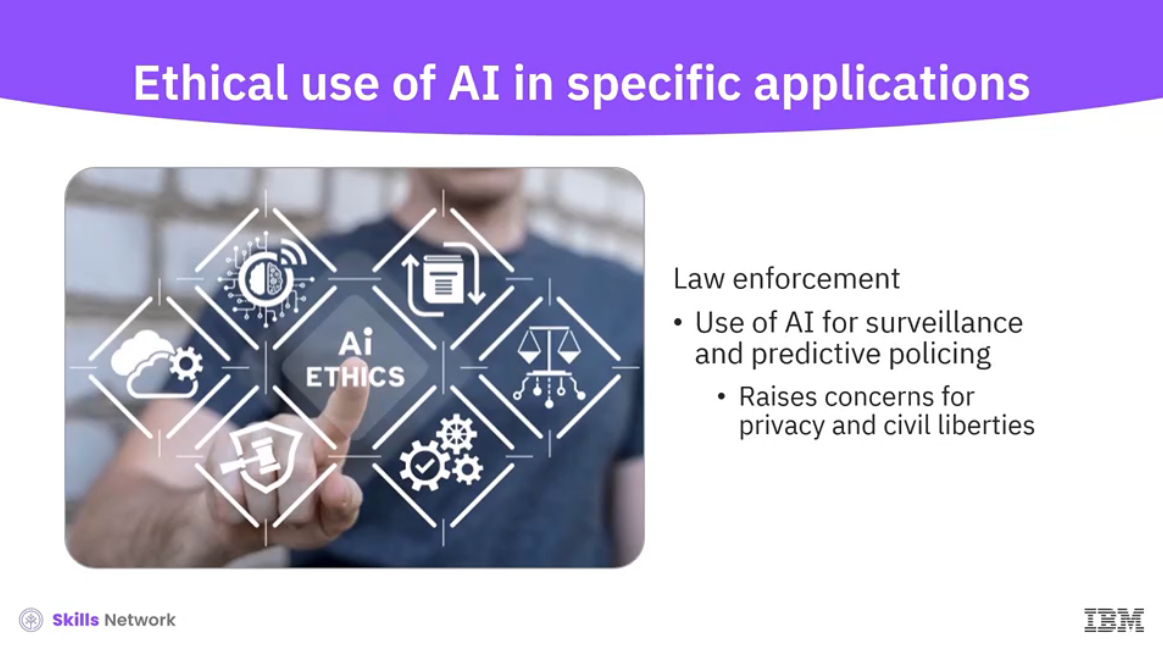 Ethical use of AI in specific applications
Ai
ETHICS
Law enforcement
• Use of AI for surveillance
and predictive policing
• Raises concerns for
privacy and civil liberties
Skills Network
IBM